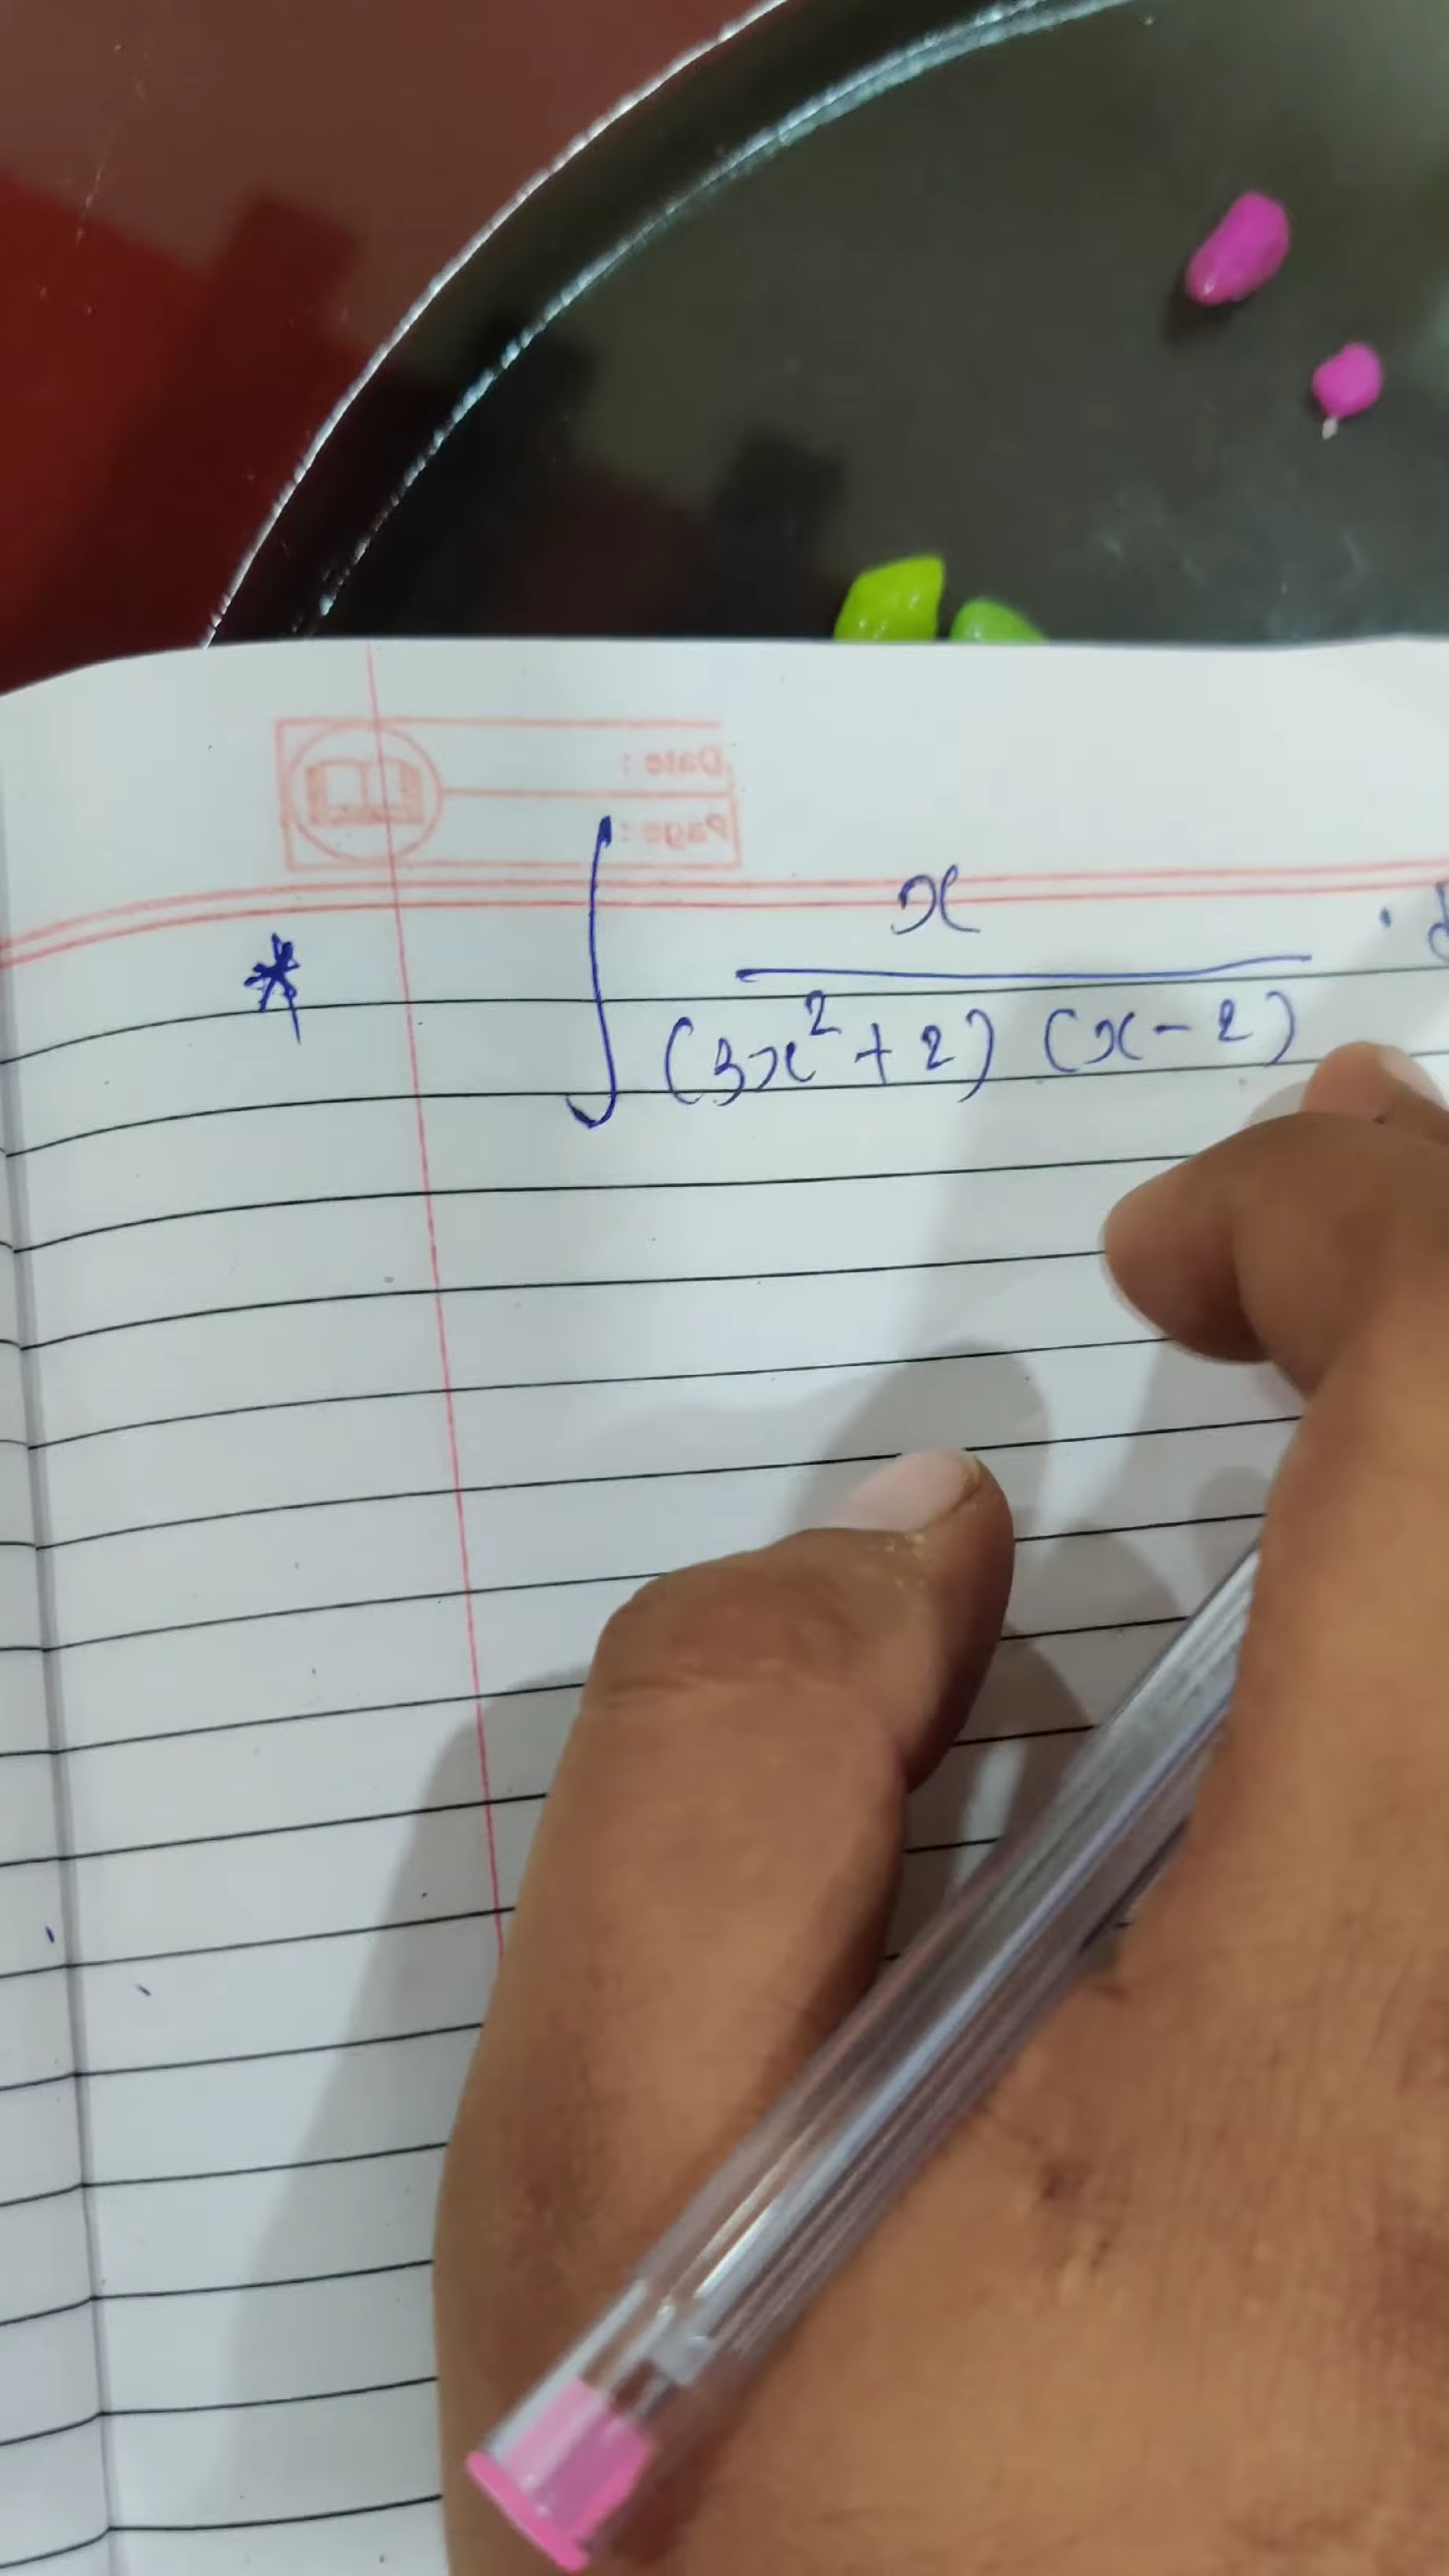 Date :
Page :
x
* ∫ ―――――― ·
(3x² + 2) (x - 2)